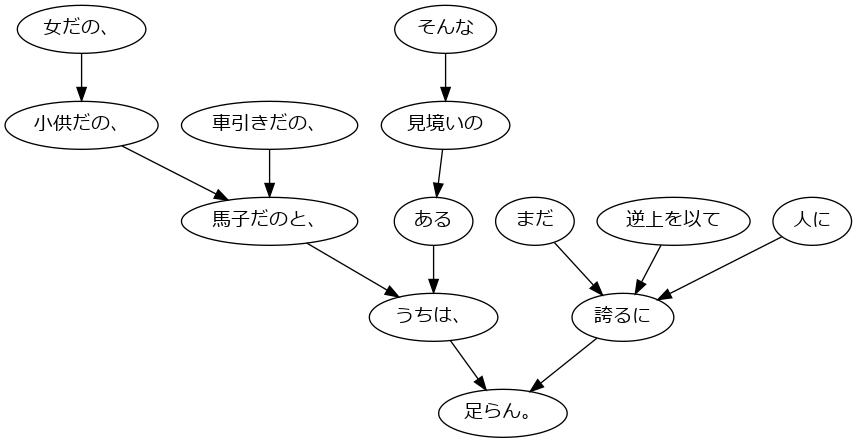 女だの、
そんな
小供だの、
車引きだの、
見境いの
馬子だのと、
ある
まだ
逆上を以て
人に
うちは、
誇るに
足らん。